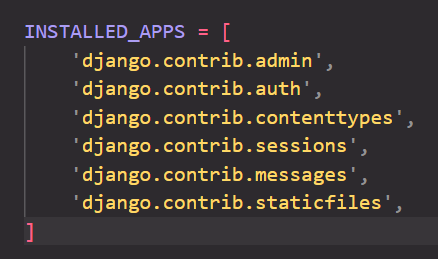 INSTALLED_APPS = [
    'django.contrib.admin',
    'django.contrib.auth',
    'django.contrib.contenttypes',
    'django.contrib.sessions',
    'django.contrib.messages',
    'django.contrib.staticfiles',
]